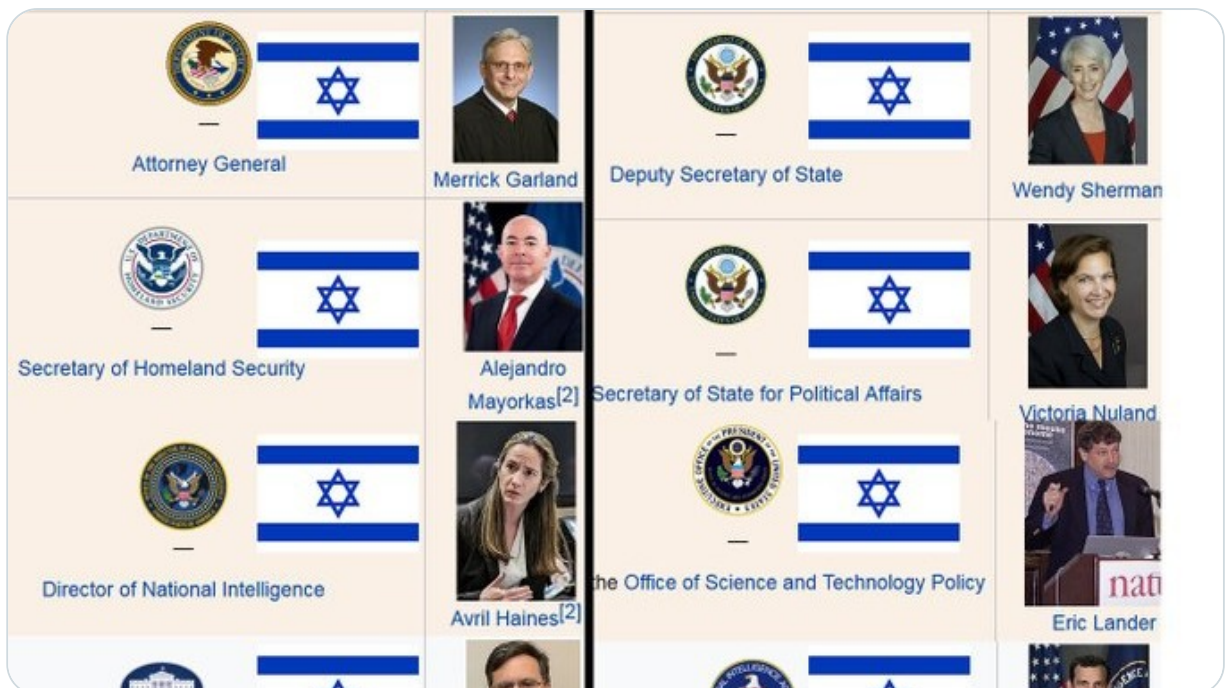 Attorney General
Merrick Garland
Secretary of Homeland Security
Alejandro
Mayorkas[2]
Director of National Intelligence
Avril Haines[2]
Deputy Secretary of State
Wendy Sherman
Secretary of State for Political Affairs
Victoria Nuland
the Office of Science and Technology Policy
Eric Lander
natu